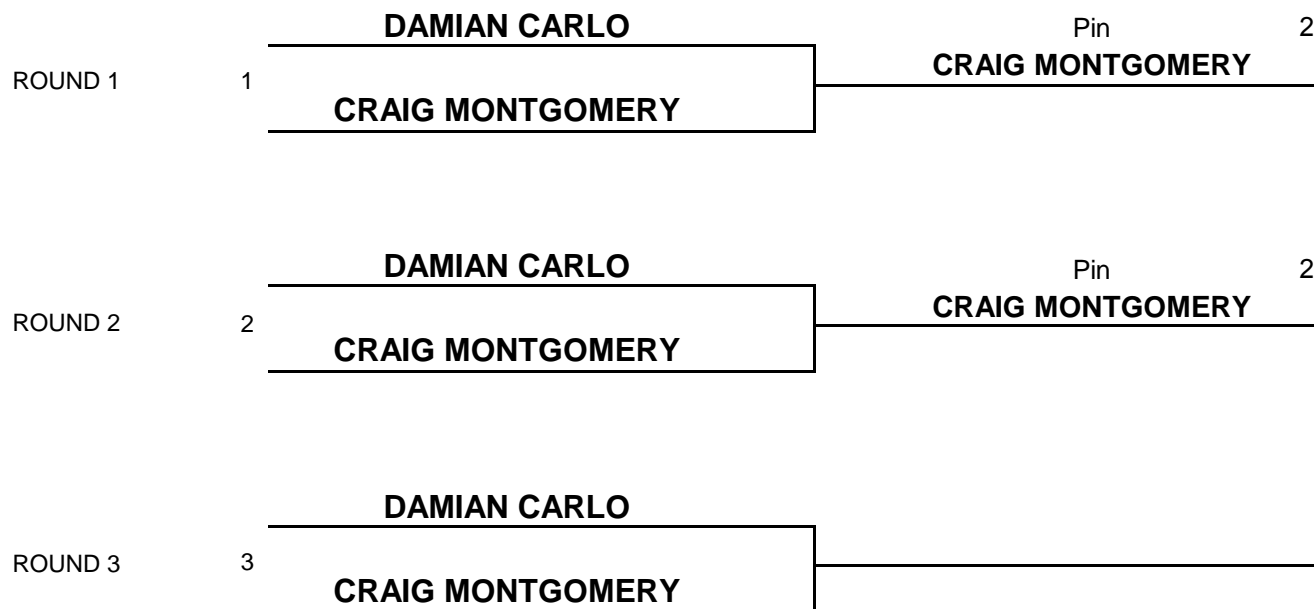 DAMIAN CARLO Pin 2
CRAIG MONTGOMERY
ROUND 1 1
CRAIG MONTGOMERY
DAMIAN CARLO Pin 2
CRAIG MONTGOMERY
ROUND 2 2
CRAIG MONTGOMERY
DAMIAN CARLO
ROUND 3 3
CRAIG MONTGOMERY